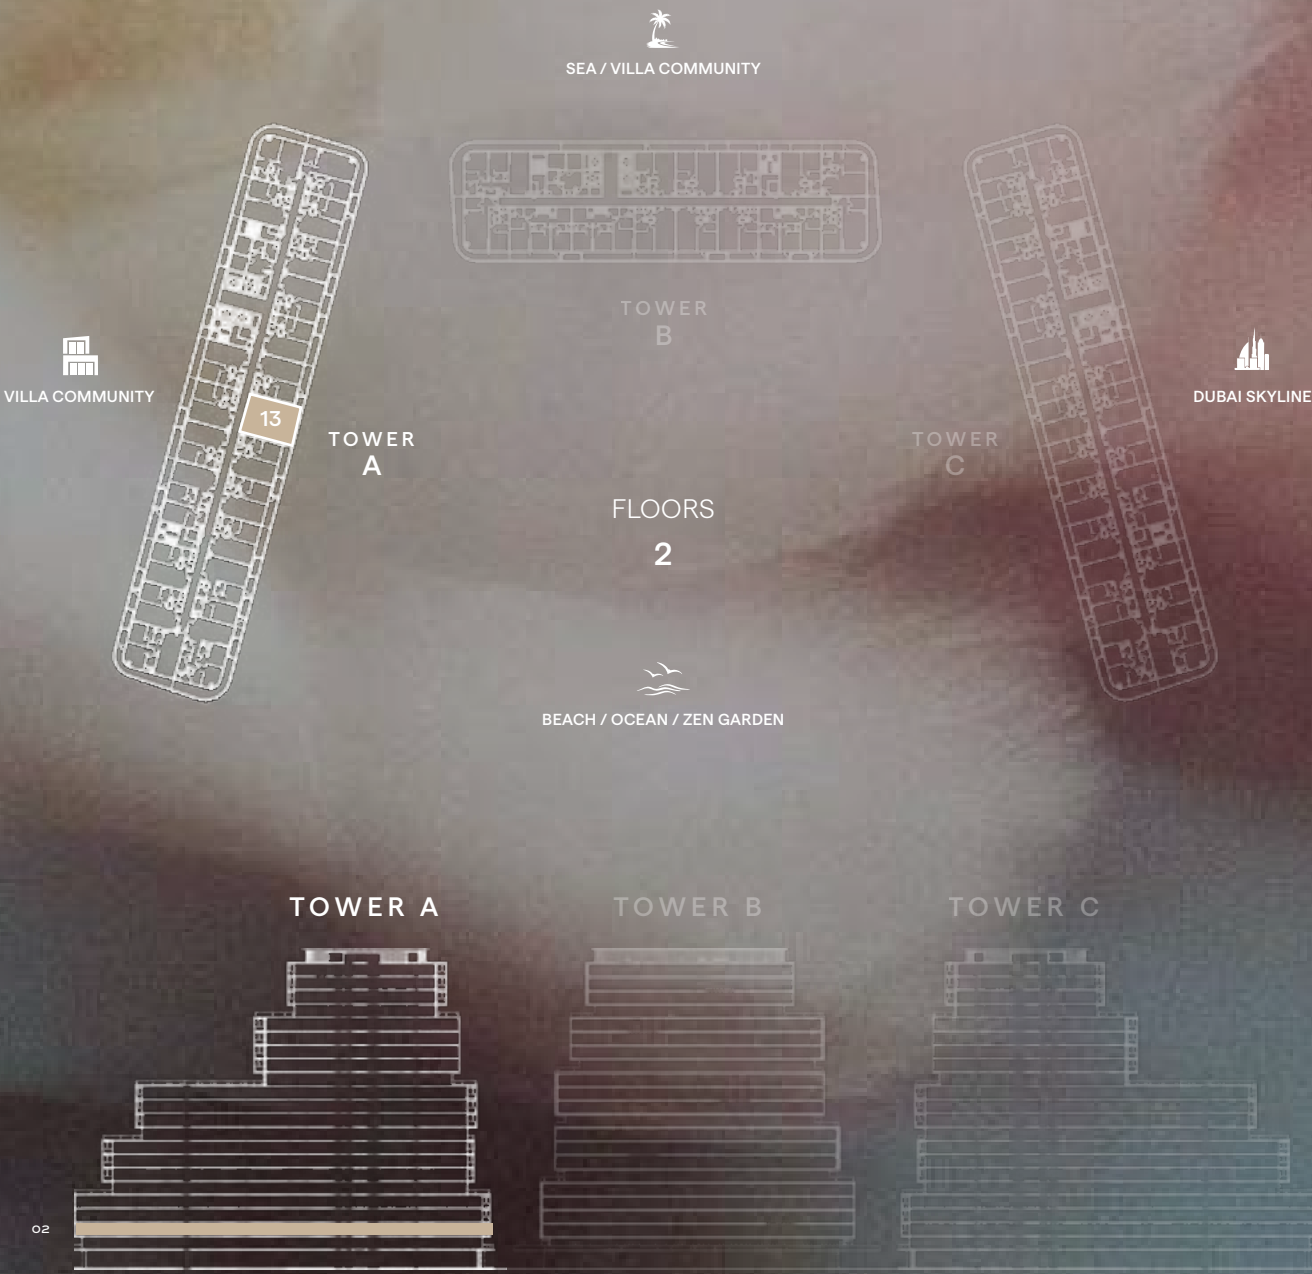 SEA / VILLA COMMUNITY
TOWER
B
VILLA COMMUNITY
DUBAI SKYLINE
13
TOWER
A
TOWER
C
FLOORS
2
BEACH / OCEAN / ZEN GARDEN
TOWER A
TOWER B
TOWER C
02